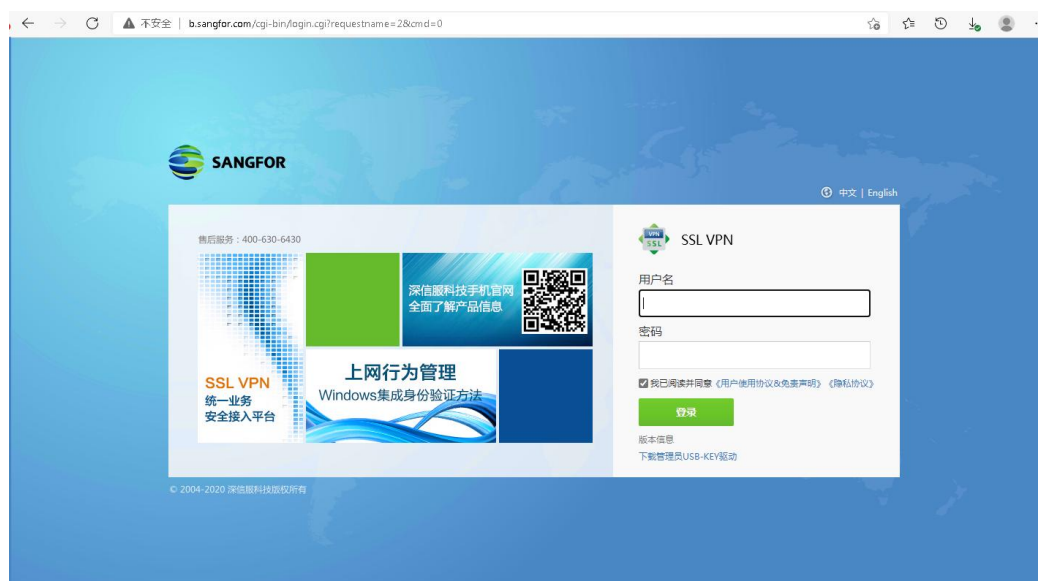 不安全 | b.sangfor.com/cgi-bin/login.cgi?requestname=2&cmd=0
SANGFOR
中文 | English
售后服务：400-630-6430
深信服科技手机官网
全面了解产品信息
SSL VPN
统一业务
安全接入平台
上网行为管理
Windows集成身份验证方法
VPN
SSL
SSL VPN
用户名
密码
我已阅读并同意《用户使用协议&免责声明》《隐私协议》
登录
版本信息
下载管理员USB-KEY驱动
© 2004-2020 深信服科技版权所有